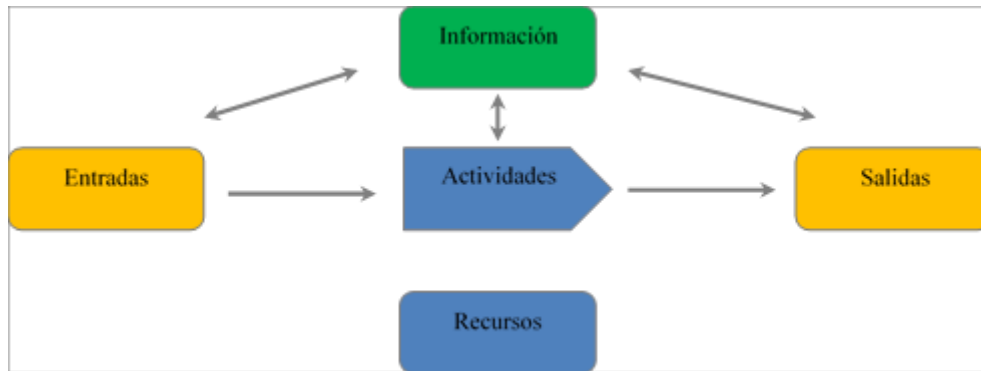 Información
Entradas
Actividades
Salidas
Recursos